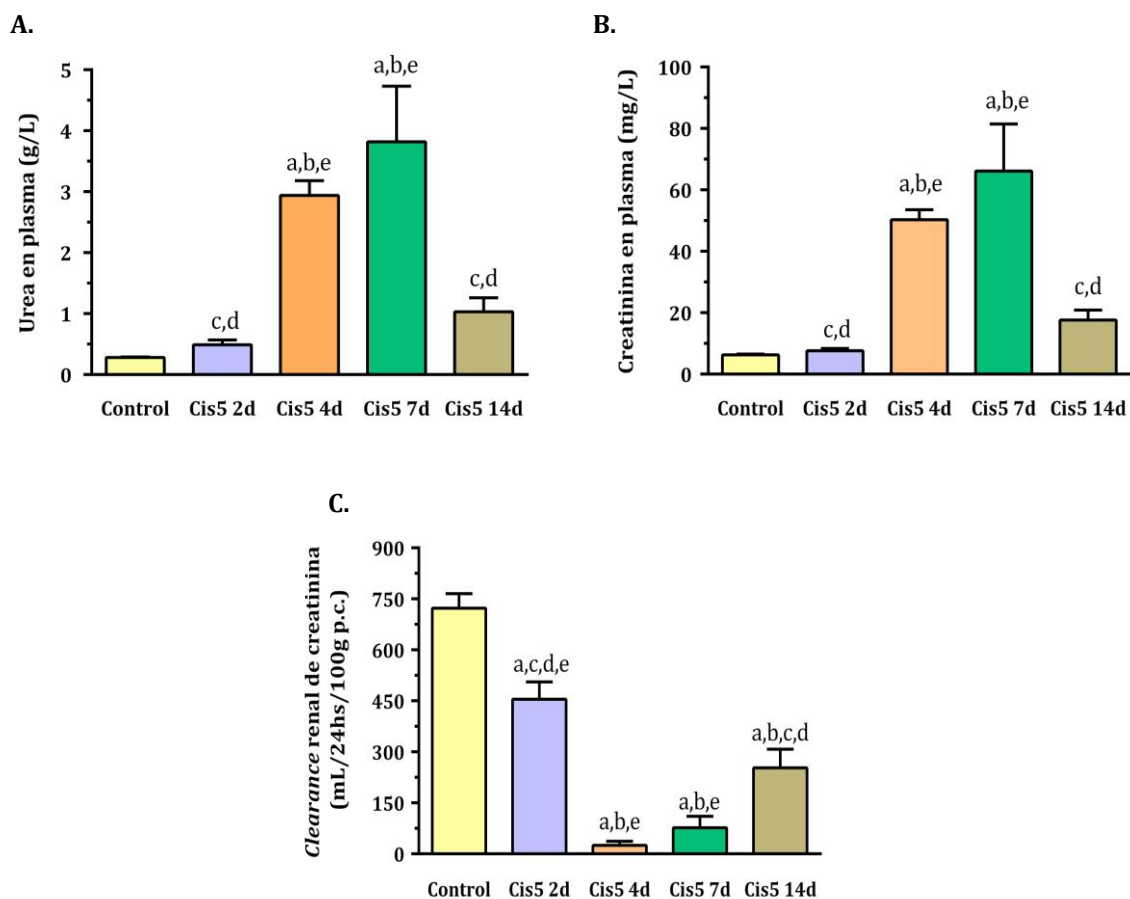 A.
Urea en plasma (g/L)
5
4
3
2
1
0
c,d
a,b,e
a,b,e
c,d
Control Cis5 2d Cis5 4d Cis5 7d Cis5 14d
B.
Creatinina en plasma (mg/L)
100
80
60
40
20
0
c,d
a,b,e
a,b,e
c,d
Control Cis5 2d Cis5 4d Cis5 7d Cis5 14d
C.
Clearance renal de creatinina
(mL/24hs/100g p.c.)
900
750
600
450
300
150
0
a,c,d,e
a,b,e
a,b,e
a,b,c,d
Control Cis5 2d Cis5 4d Cis5 7d Cis5 14d